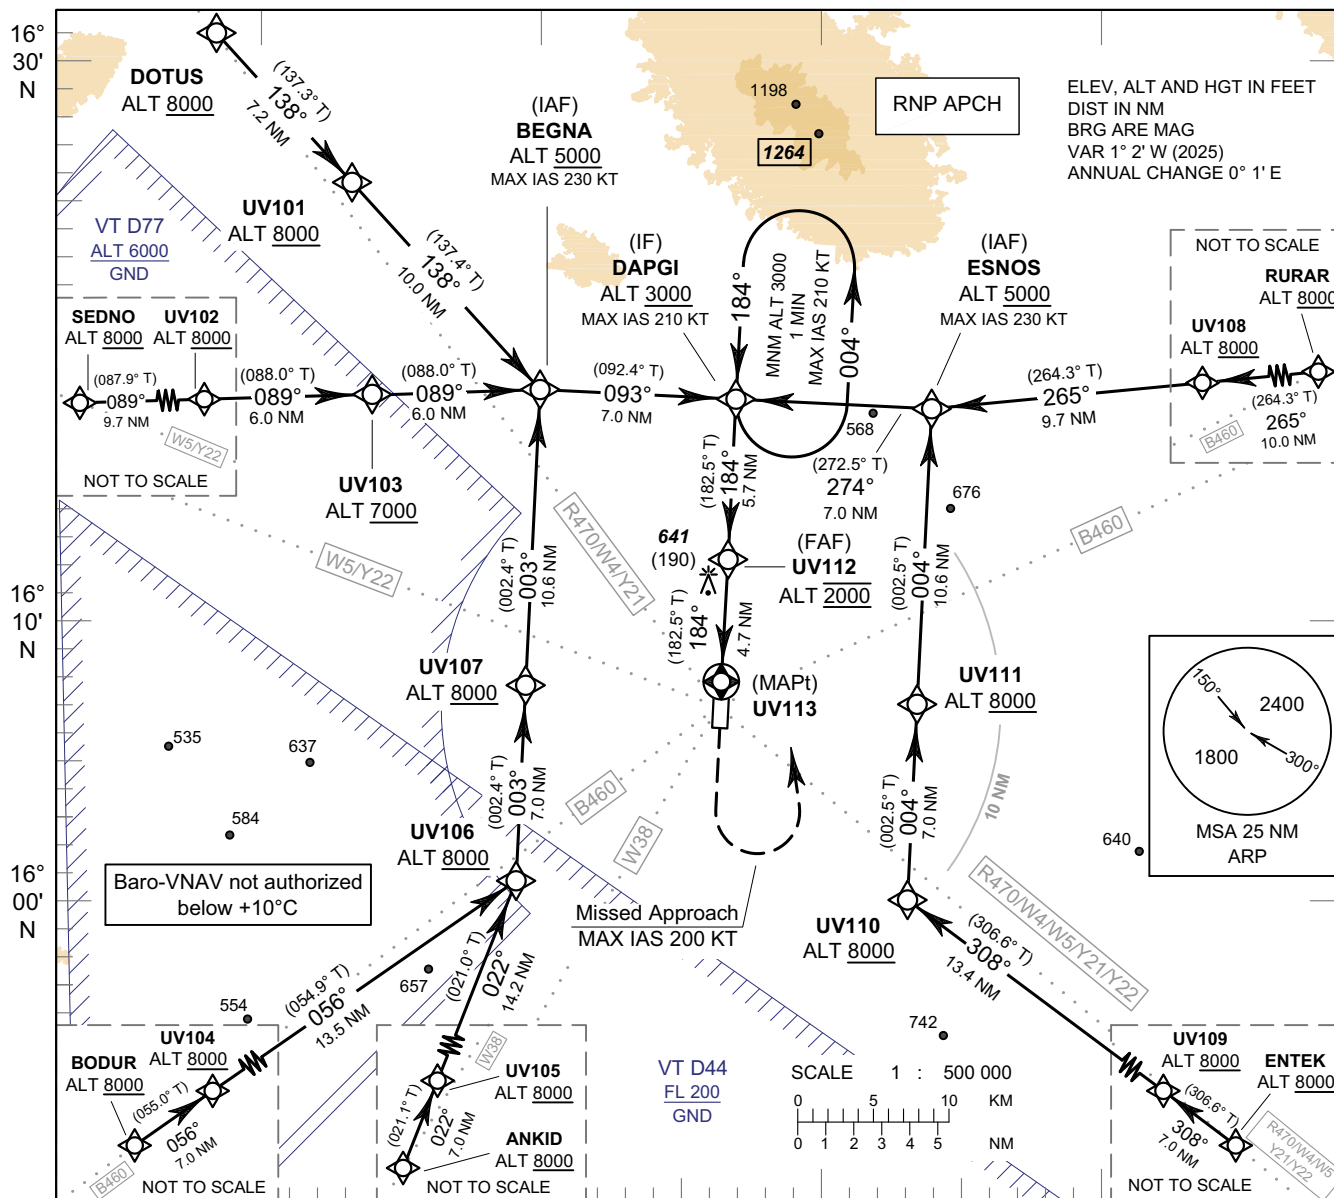 16°
30'
N
DOTUS
ALT 8000
(137.3° T)
138°
7.2 NM
(IAF)
BEGNA
ALT 5000
MAX IAS 230 KT
1198
1264
RNP APCH
ELEV, ALT AND HGT IN FEET
DIST IN NM
BRG ARE MAG
VAR 1° 2' W (2025)
ANNUAL CHANGE 0° 1' E
UV101
ALT 8000
(137.4° T)
138°
10.0 NM
VT D77
ALT 6000
GND
(IF)
DAPGI
ALT 3000
MAX IAS 210 KT
184°
MNM ALT 3000
1 MIN
MAX IAS 210 KT
004°
(IAF)
ESNOS
ALT 5000
MAX IAS 230 KT
NOT TO SCALE
RURAR
ALT 8000
UV108
ALT 8000
(264.3° T)
265°
10.0 NM
B460
(264.3° T)
265°
9.7 NM
SEDNO
ALT 8000
UV102
ALT 8000
(087.9° T)
089°
9.7 NM
W5/Y22
NOT TO SCALE
(088.0° T)
089°
6.0 NM
(088.0° T)
089°
6.0 NM
(092.4° T)
093°
7.0 NM
568
(272.5° T)
274°
7.0 NM
UV103
ALT 7000
676
(182.5° T)
184°
5.7 NM
R470/W4/Y21
W5/Y22
B460
641
(190)
(FAF)
UV112
ALT 2000
(002.4° T)
003°
10.6 NM
(002.5° T)
004°
10.6 NM
16°
10'
N
(182.5° T)
184°
4.7 NM
UV107
ALT 8000
(MAPt)
UV113
UV111
ALT 8000
150°
2400
1800
300°
MSA 25 NM
ARP
535
637
584
(002.4° T)
003°
7.0 NM
B460
W38
(002.5° T)
004°
7.0 NM
10 NM
640
UV106
ALT 8000
16°
00'
N
Baro-VNAV not authorized
below +10°C
Missed Approach
MAX IAS 200 KT
UV110
ALT 8000
R470/W4/W5/Y21/Y22
(306.6° T)
308°
13.4 NM
(054.9° T)
056°
13.5 NM
657
(021.0° T)
022°
14.2 NM
554
742
BODUR
ALT 8000
UV104
ALT 8000
(055.0° T)
056°
7.0 NM
B460
NOT TO SCALE
W38
UV105
ALT 8000
(021.1° T)
022°
7.0 NM
ANKID
ALT 8000
NOT TO SCALE
VT D44
FL 200
GND
SCALE 1 : 500 000
0 5 10 KM
0 1 2 3 4 5 NM
UV109
ALT 8000
ENTEK
ALT 8000
(306.6° T)
308°
7.0 NM
R470/W4/W5
Y21/Y22
NOT TO SCALE